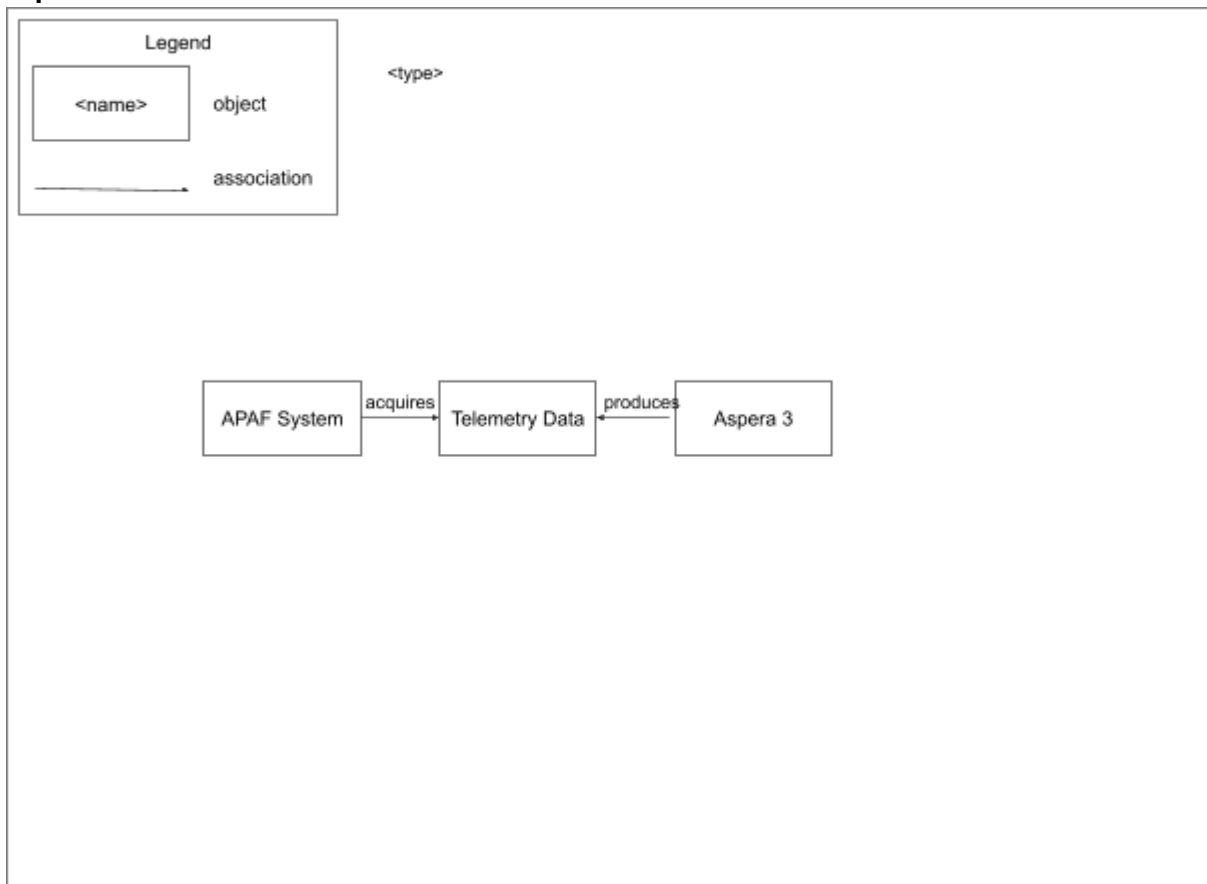 Legend
<type>
<name>
object
association
acquires
produces
APAF System
Telemetry Data
Aspera 3